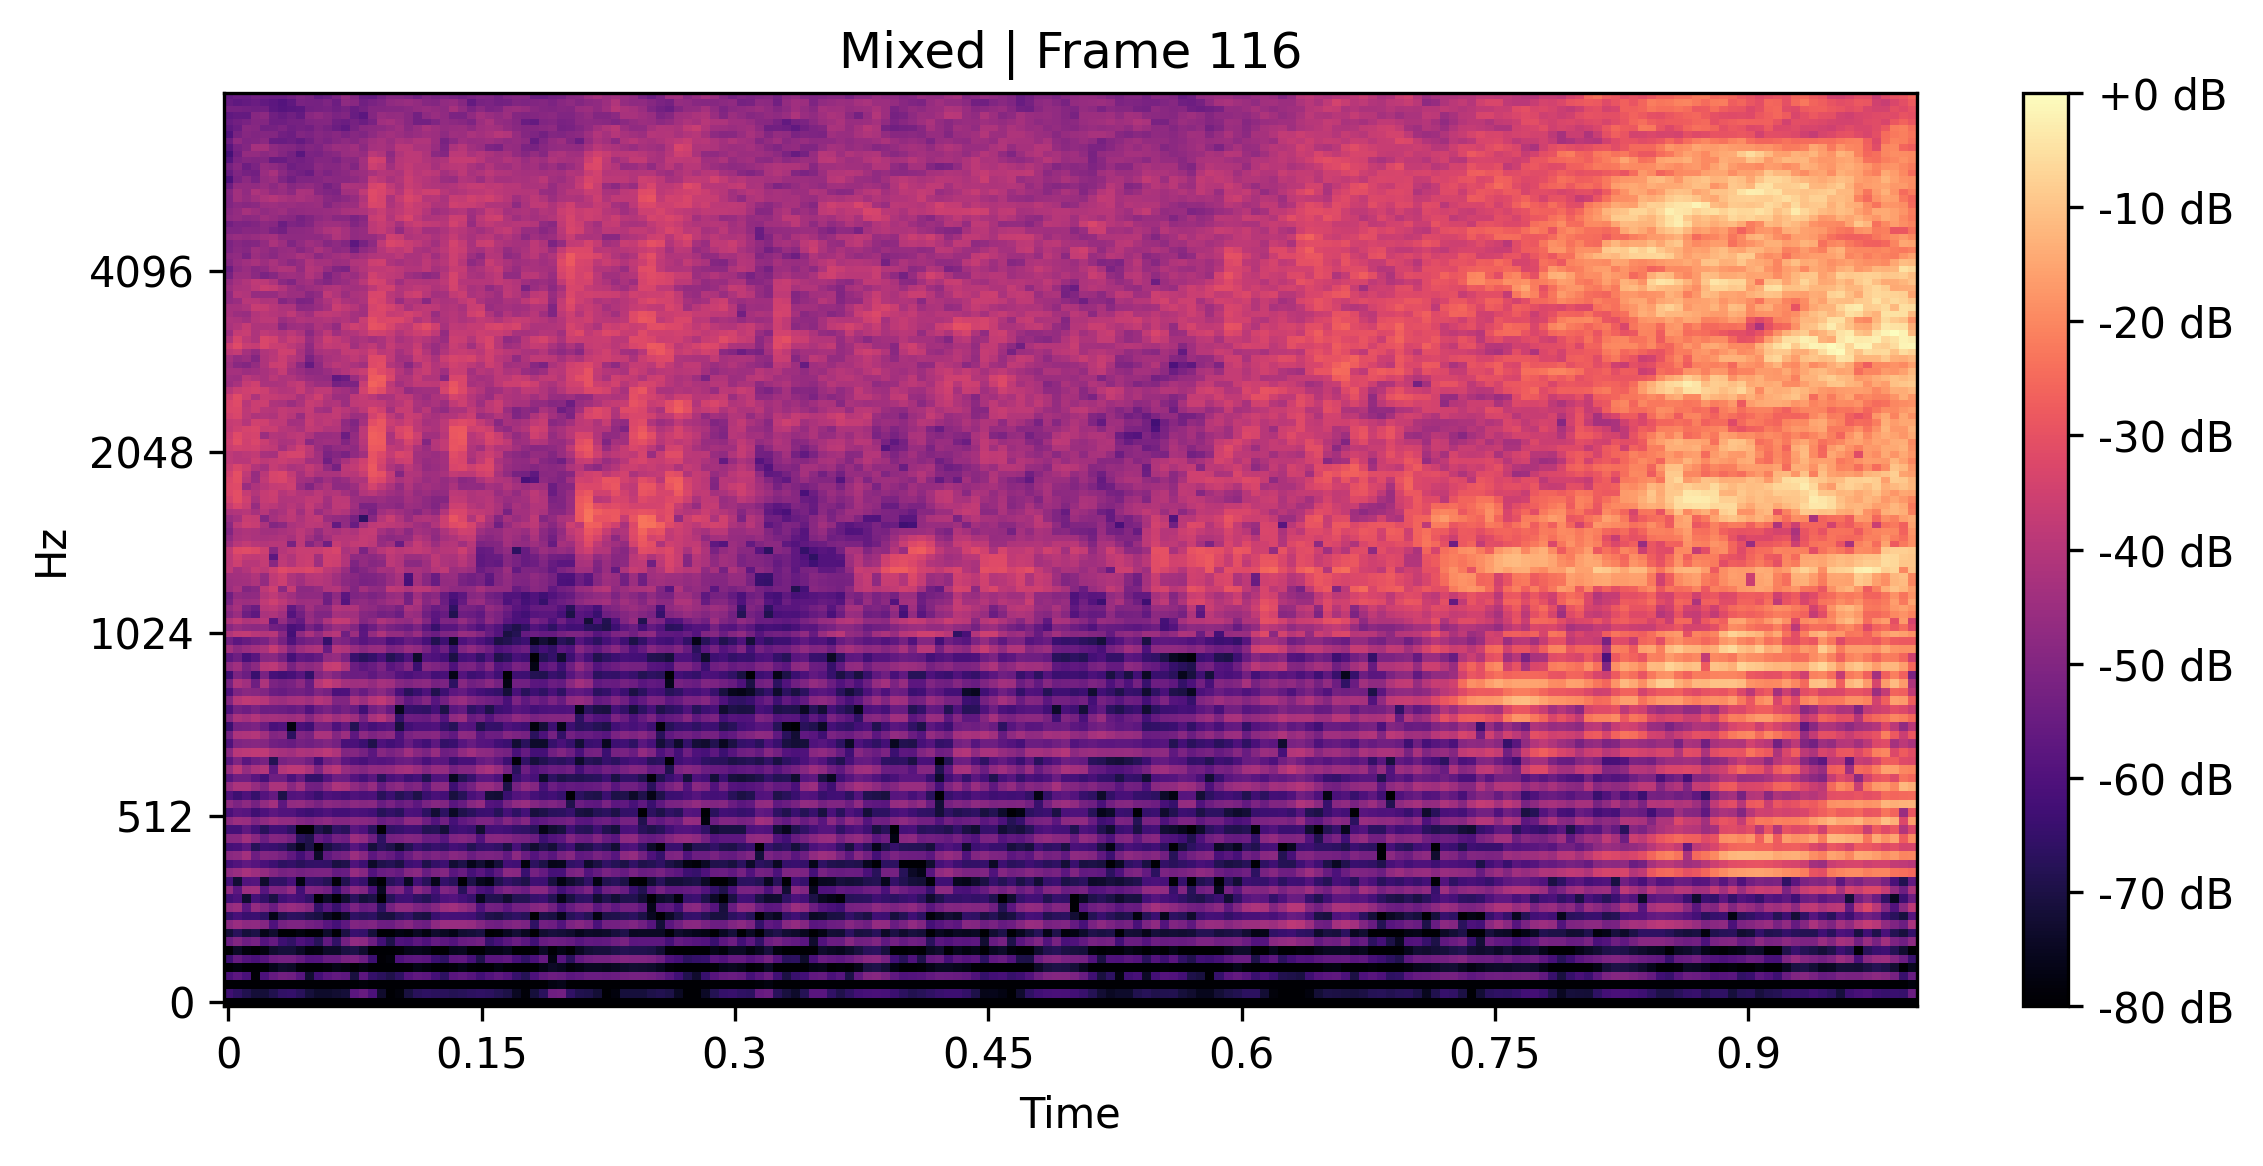 Mixed | Frame 116
Hz
4096
2048
1024
512
0
0
0.15
0.3
0.45
0.6
0.75
0.9
Time
+0 dB
-10 dB
-20 dB
-30 dB
-40 dB
-50 dB
-60 dB
-70 dB
-80 dB